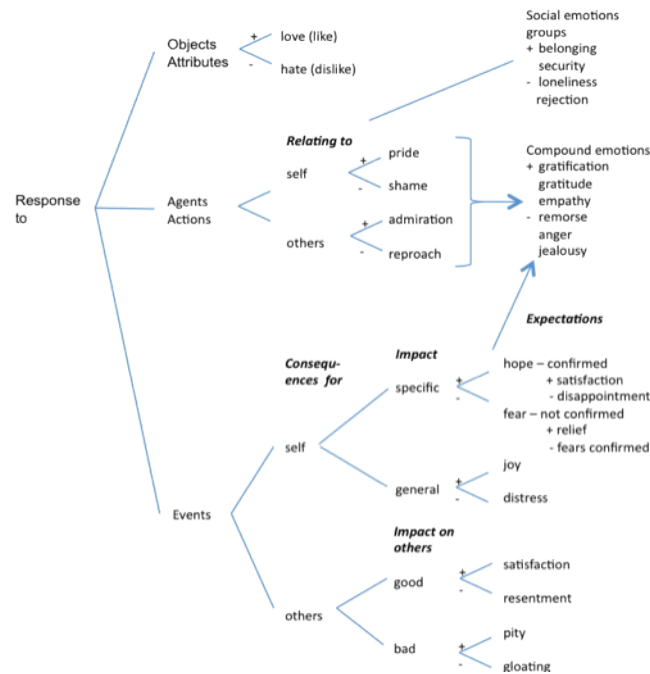 Social emotions
groups
+ belonging
security
- loneliness
rejection
Objects
Attributes
+ love (like)
- hate (dislike)
Relating to
Response
to
Agents
Actions
self
+ pride
- shame
others
+ admiration
- reproach
Compound emotions
+ gratification
gratitude
empathy
- remorse
anger
jealousy
Expectations
Consequ-
ences for
Impact
specific
+
-
hope – confirmed
+ satisfaction
- disappointment
fear – not confirmed
+ relief
- fears confirmed
self
general
+ joy
- distress
Events
Impact on
others
others
good
+ satisfaction
- resentment
bad
+ pity
- gloating